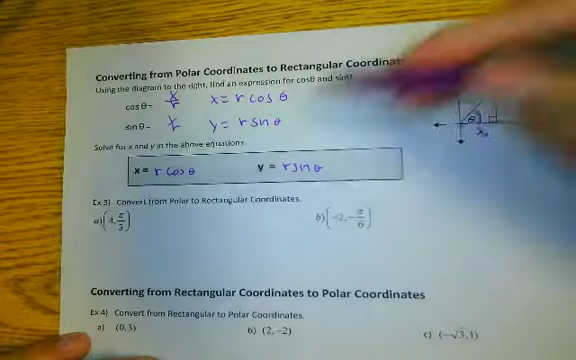 Converting from Polar Coordinates to Rectangular Coordinat
Using the diagram to the right, find an expression for cosθ and sinθ
cos θ = x/r x = r cos θ
sin θ = y/r y = r sin θ
Solve for x and y in the above equations
x = r cos θ y = r sin θ
Ex 3) Convert from Polar to Rectangular Coordinates.
a) (4, π/3) b) (-2, -π/6)
Converting from Rectangular Coordinates to Polar Coordinates
Ex 4) Convert from Rectangular to Polar Coordinates.
a) (0, 3) b) (2, -2) c) (-√3, 1)